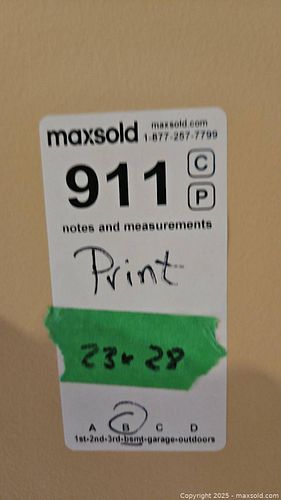 maxsold maxsold.com
1-877-257-7799
911 C
P
notes and measurements
Print
23x28
A B C D
1st-2nd-3rd-bsmt-garage-outdoors
Copyright © 2025 - maxsold.com